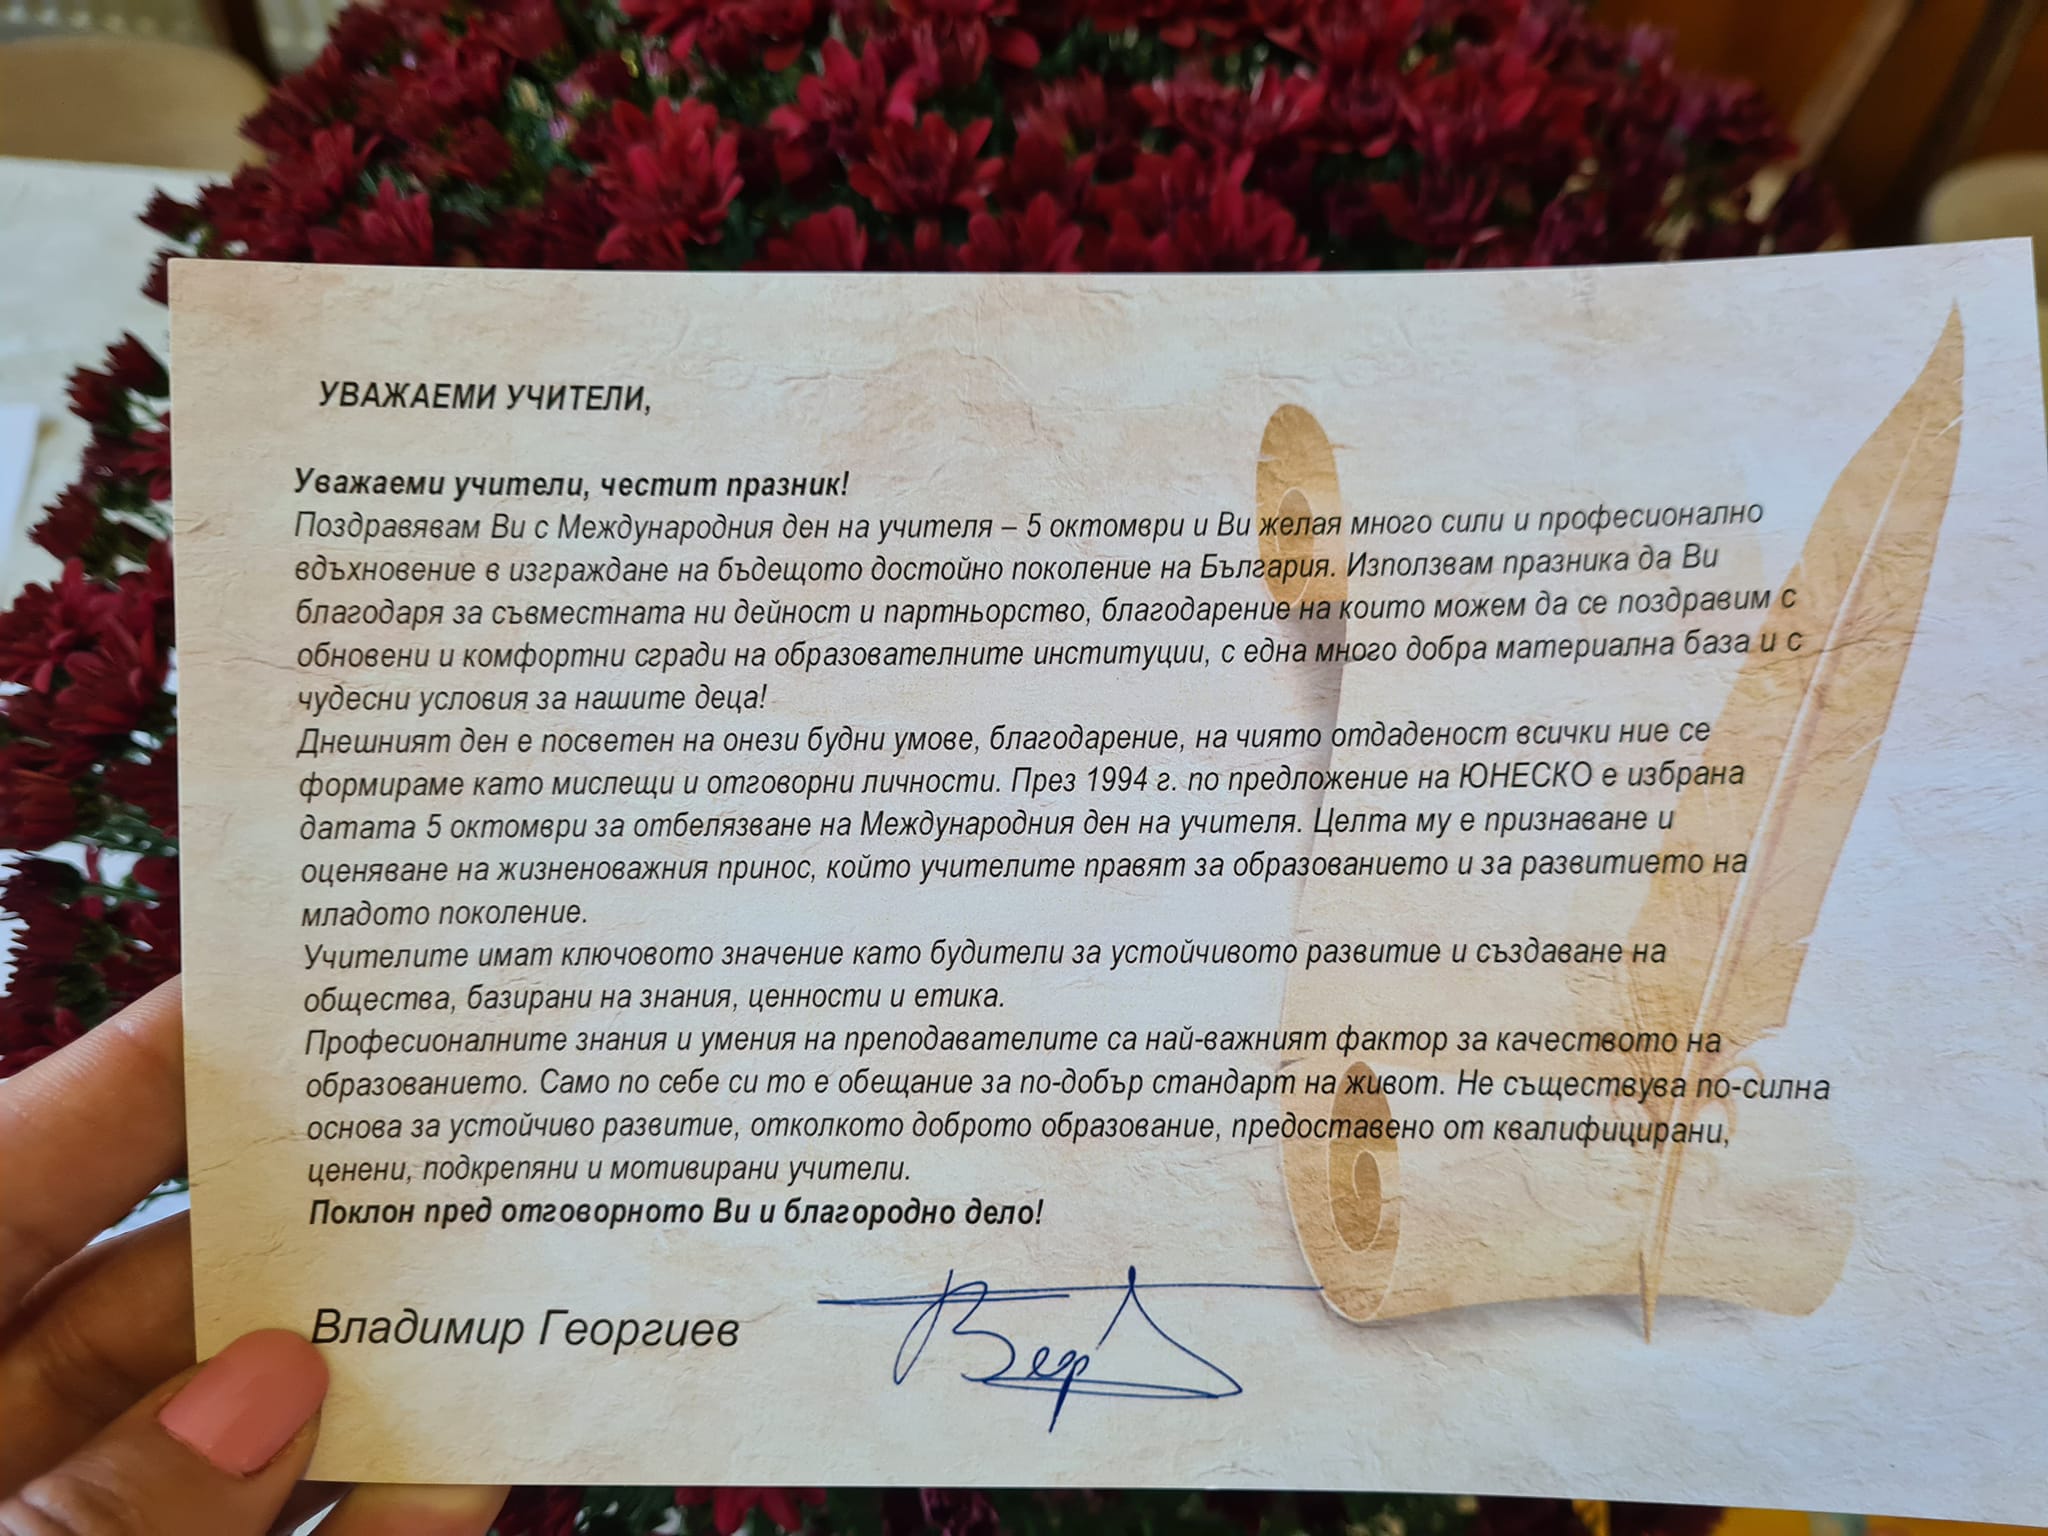 УВАЖАЕМИ УЧИТЕЛИ,
Уважаеми учители, честит празник!
Поздравявам Ви с Международния ден на учителя – 5 октомври и Ви желая много сили и професионално
вдъхновение в изграждане на бъдещото достойно поколение на България. Използвам празника да Ви
благодаря за съвместната ни дейност и партньорство, благодарение на които можем да се поздравим с
обновени и комфортни сгради на образователните институции, с една много добра материална база и с
чудесни условия за нашите деца!
Днешният ден е посветен на онези будни умове, благодарение, на чиято отдаденост всички ние се
формираме като мислещи и отговорни личности. През 1994 г. по предложение на ЮНЕСКО е избрана
датата 5 октомври за отбелязване на Международния ден на учителя. Целта му е признаване и
оценяване на жизненоважния принос, който учителите правят за образованието и за развитието на
младото поколение.
Учителите имат ключовото значение като будители за устойчивото развитие и създаване на
общества, базирани на знания, ценности и етика.
Професионалните знания и умения на преподавателите са най-важният фактор за качеството на
образованието. Само по себе си то е обещание за по-добър стандарт на живот. Не съществува по-силна
основа за устойчиво развитие, отколкото доброто образование, предоставено от квалифицирани,
ценени, подкрепяни и мотивирани учители.
Поклон пред отговорното Ви и благородно дело!
Владимир Георгиев